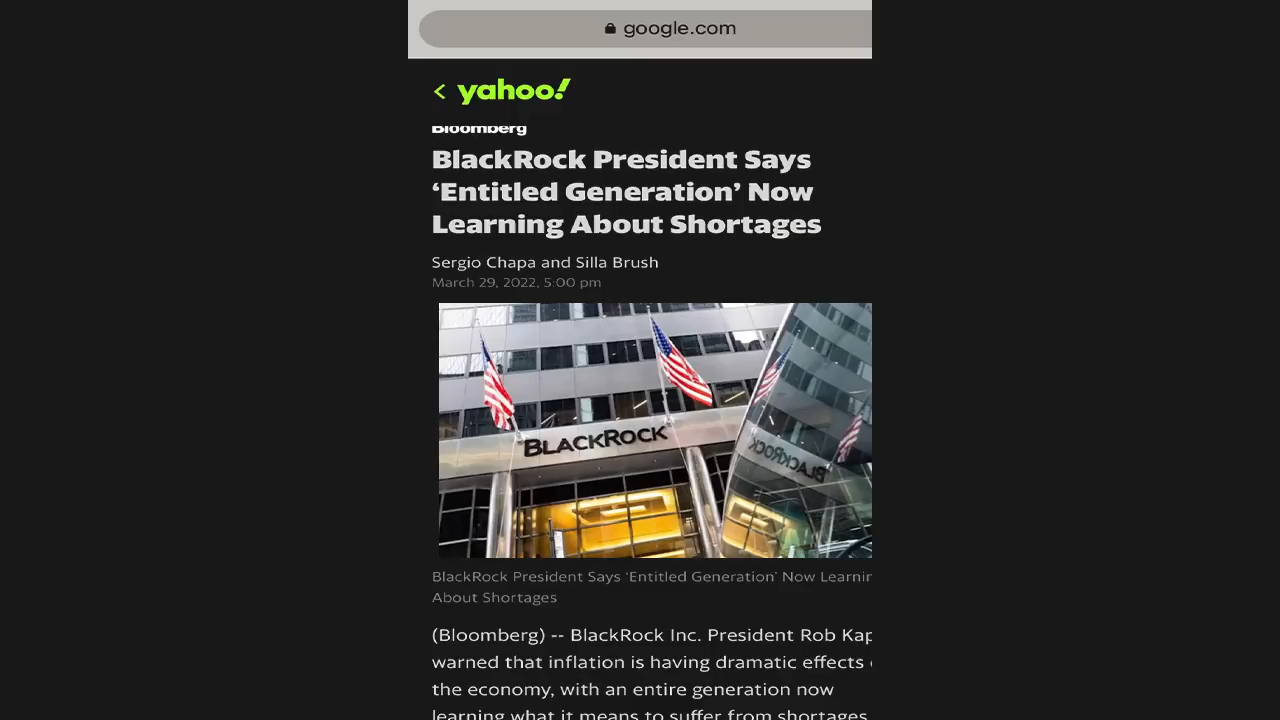 google.com
< yahoo!
Bloomberg
BlackRock President Says
‘Entitled Generation’ Now
Learning About Shortages
Sergio Chapa and Silla Brush
March 29, 2022, 5:00 pm
BLACKROCK
BLACKROCK
BlackRock President Says ‘Entitled Generation’ Now Learnin
About Shortages
(Bloomberg) -- BlackRock Inc. President Rob Kap
warned that inflation is having dramatic effects
the economy, with an entire generation now
learning what it means to suffer from shortages